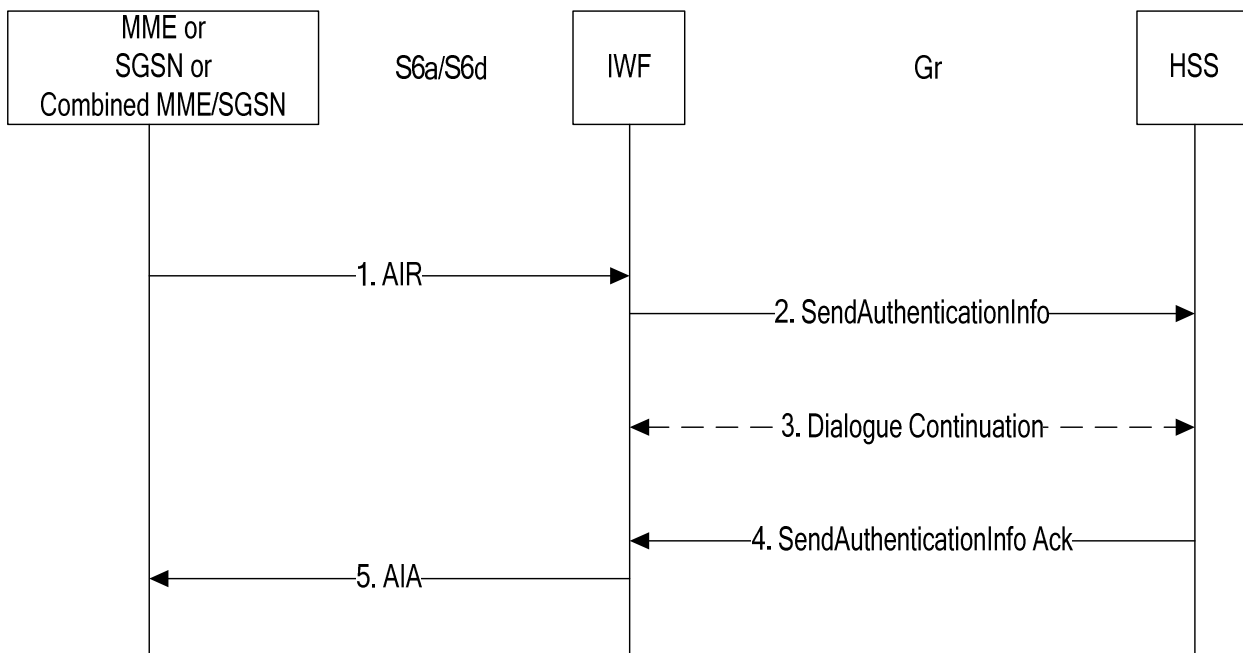 MME or
SGSN or
Combined MME/SGSN
S6a/S6d
IWF
Gr
HSS
1. AIR
2. SendAuthenticationInfo
3. Dialogue Continuation
4. SendAuthenticationInfo Ack
5. AIA